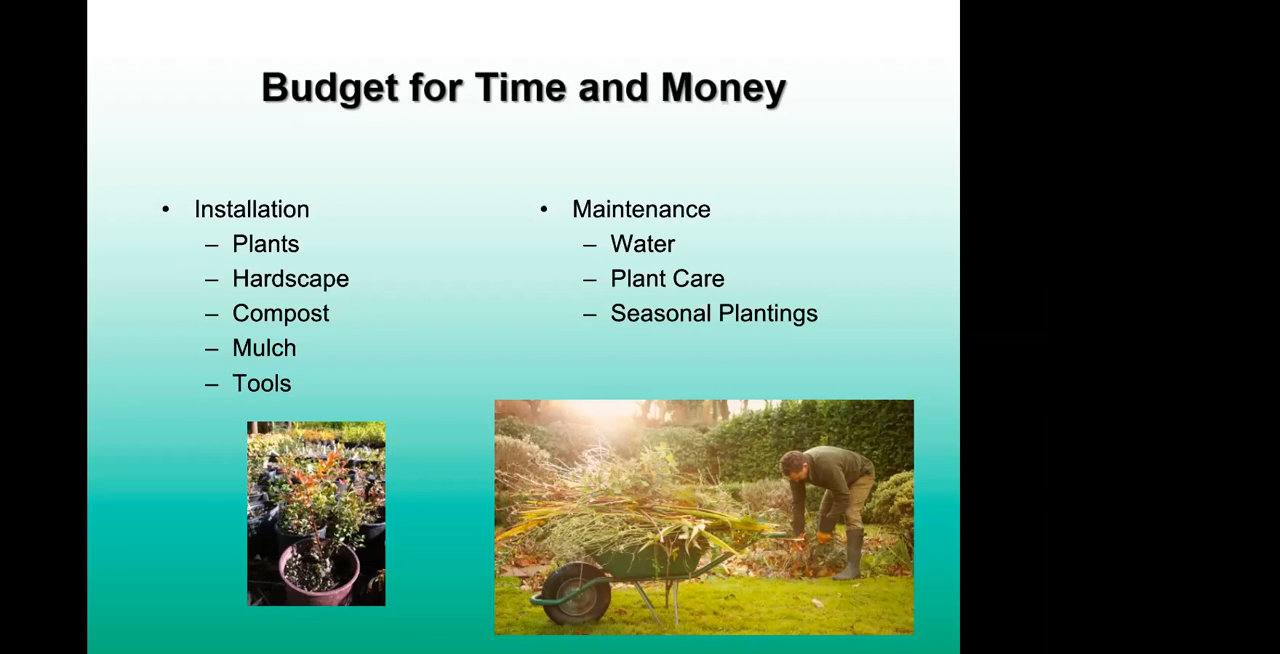 Budget for Time and Money
• Installation
– Plants
– Hardscape
– Compost
– Mulch
– Tools
• Maintenance
– Water
– Plant Care
– Seasonal Plantings